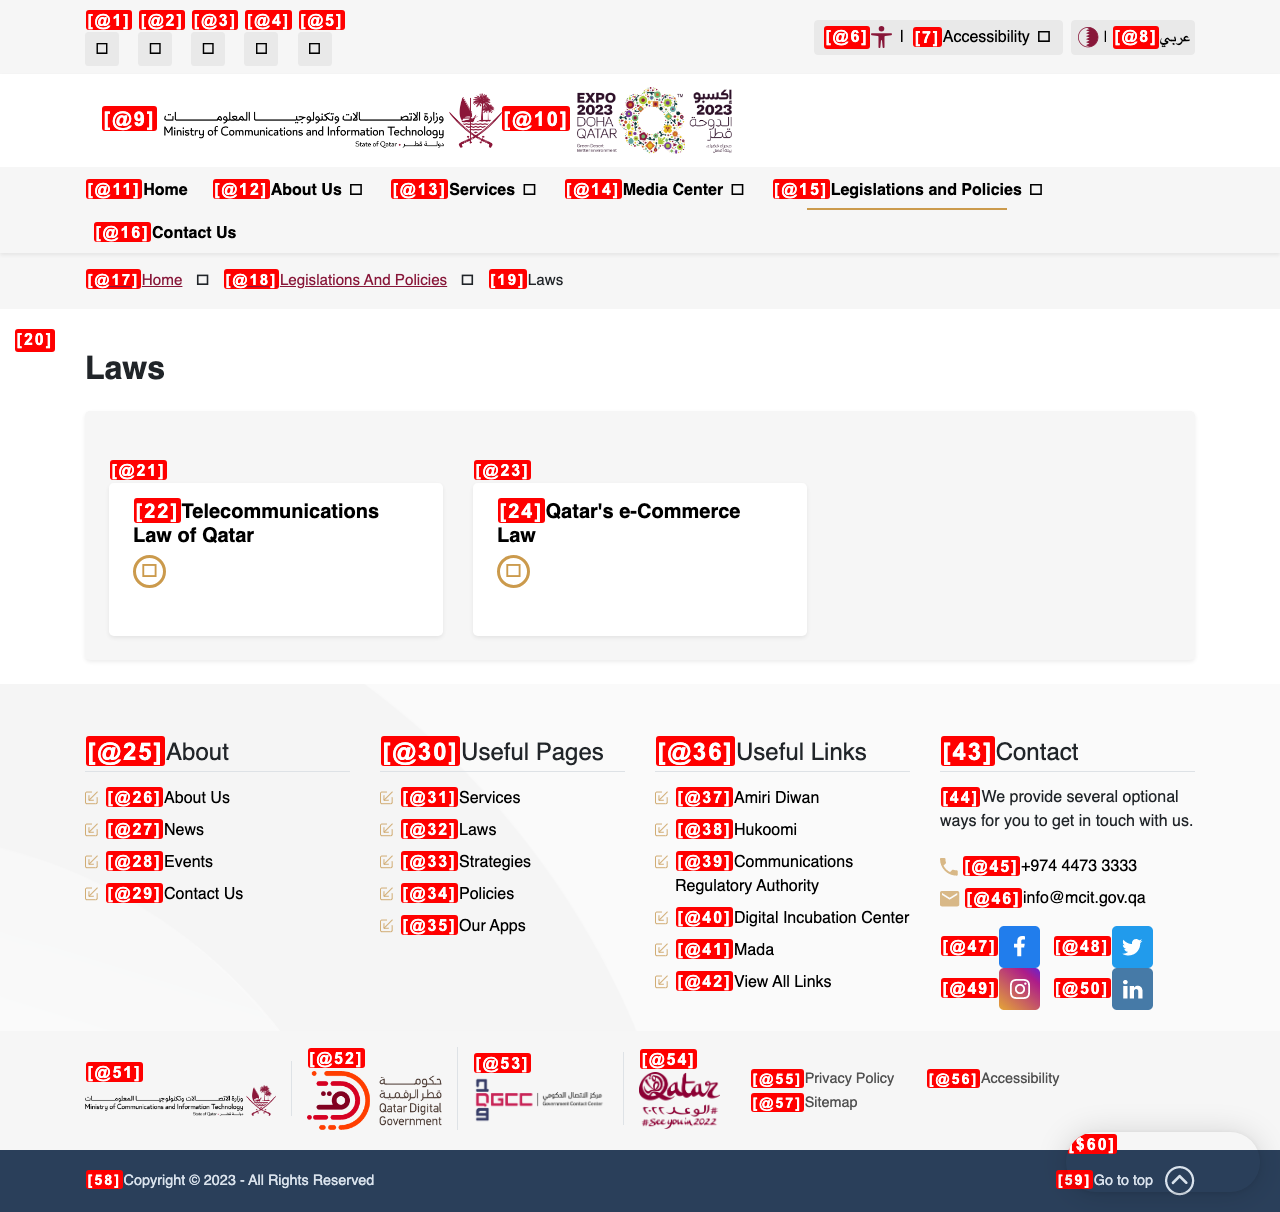 [@1] [@2] [@3] [@4] [@5]
[@6] | [7] Accessibility
| [@8] عربي
[@9] وزارة الاتصالات وتكنولوجيا المعلومات
Ministry of Communications and Information Technology
دولة قطر • State of Qatar
[@10] EXPO 2023 DOHA QATAR
Green Desert Better Environment
إكسبو 2023 الدوحة قطر
[@11] Home [@12] About Us [@13] Services [@14] Media Center [@15] Legislations and Policies
[@16] Contact Us
[@17] Home [@18] Legislations And Policies [19] Laws
[20]
Laws
[@21] [@23]
[22] Telecommunications
Law of Qatar
[24] Qatar's e-Commerce
Law
[@25] About
[@26] About Us
[@27] News
[@28] Events
[@29] Contact Us
[@30] Useful Pages
[@31] Services
[@32] Laws
[@33] Strategies
[@34] Policies
[@35] Our Apps
[@36] Useful Links
[@37] Amiri Diwan
[@38] Hukoomi
[@39] Communications
Regulatory Authority
[@40] Digital Incubation Center
[@41] Mada
[@42] View All Links
[43] Contact
[44] We provide several optional
ways for you to get in touch with us.
[@45] +974 4473 3333
[@46] info@mcit.gov.qa
[@47] [@48]
[@49] [@50]
[@51]
وزارة الاتصالات وتكنولوجيا المعلومات
Ministry of Communications and Information Technology
دولة قطر • State of Qatar
[@52]
حكومة
قطر الرقمية
Qatar Digital
Government
[@53]
109 GCC
مركز الاتصال الحكومي
Government Contact Center
[@54]
Qatar
#الوعد_٢٠٢٢
#SeeYouIn2022
[@55] Privacy Policy [@56] Accessibility
[@57] Sitemap
[$60]
[58] Copyright © 2023 - All Rights Reserved
[59] Go to top